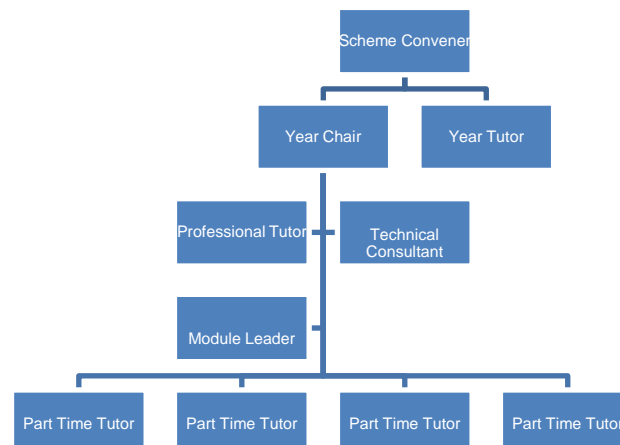 Scheme Convener
Year Chair
Year Tutor
Professional Tutor
Technical
Consultant
Module Leader
Part Time Tutor
Part Time Tutor
Part Time Tutor
Part Time Tutor